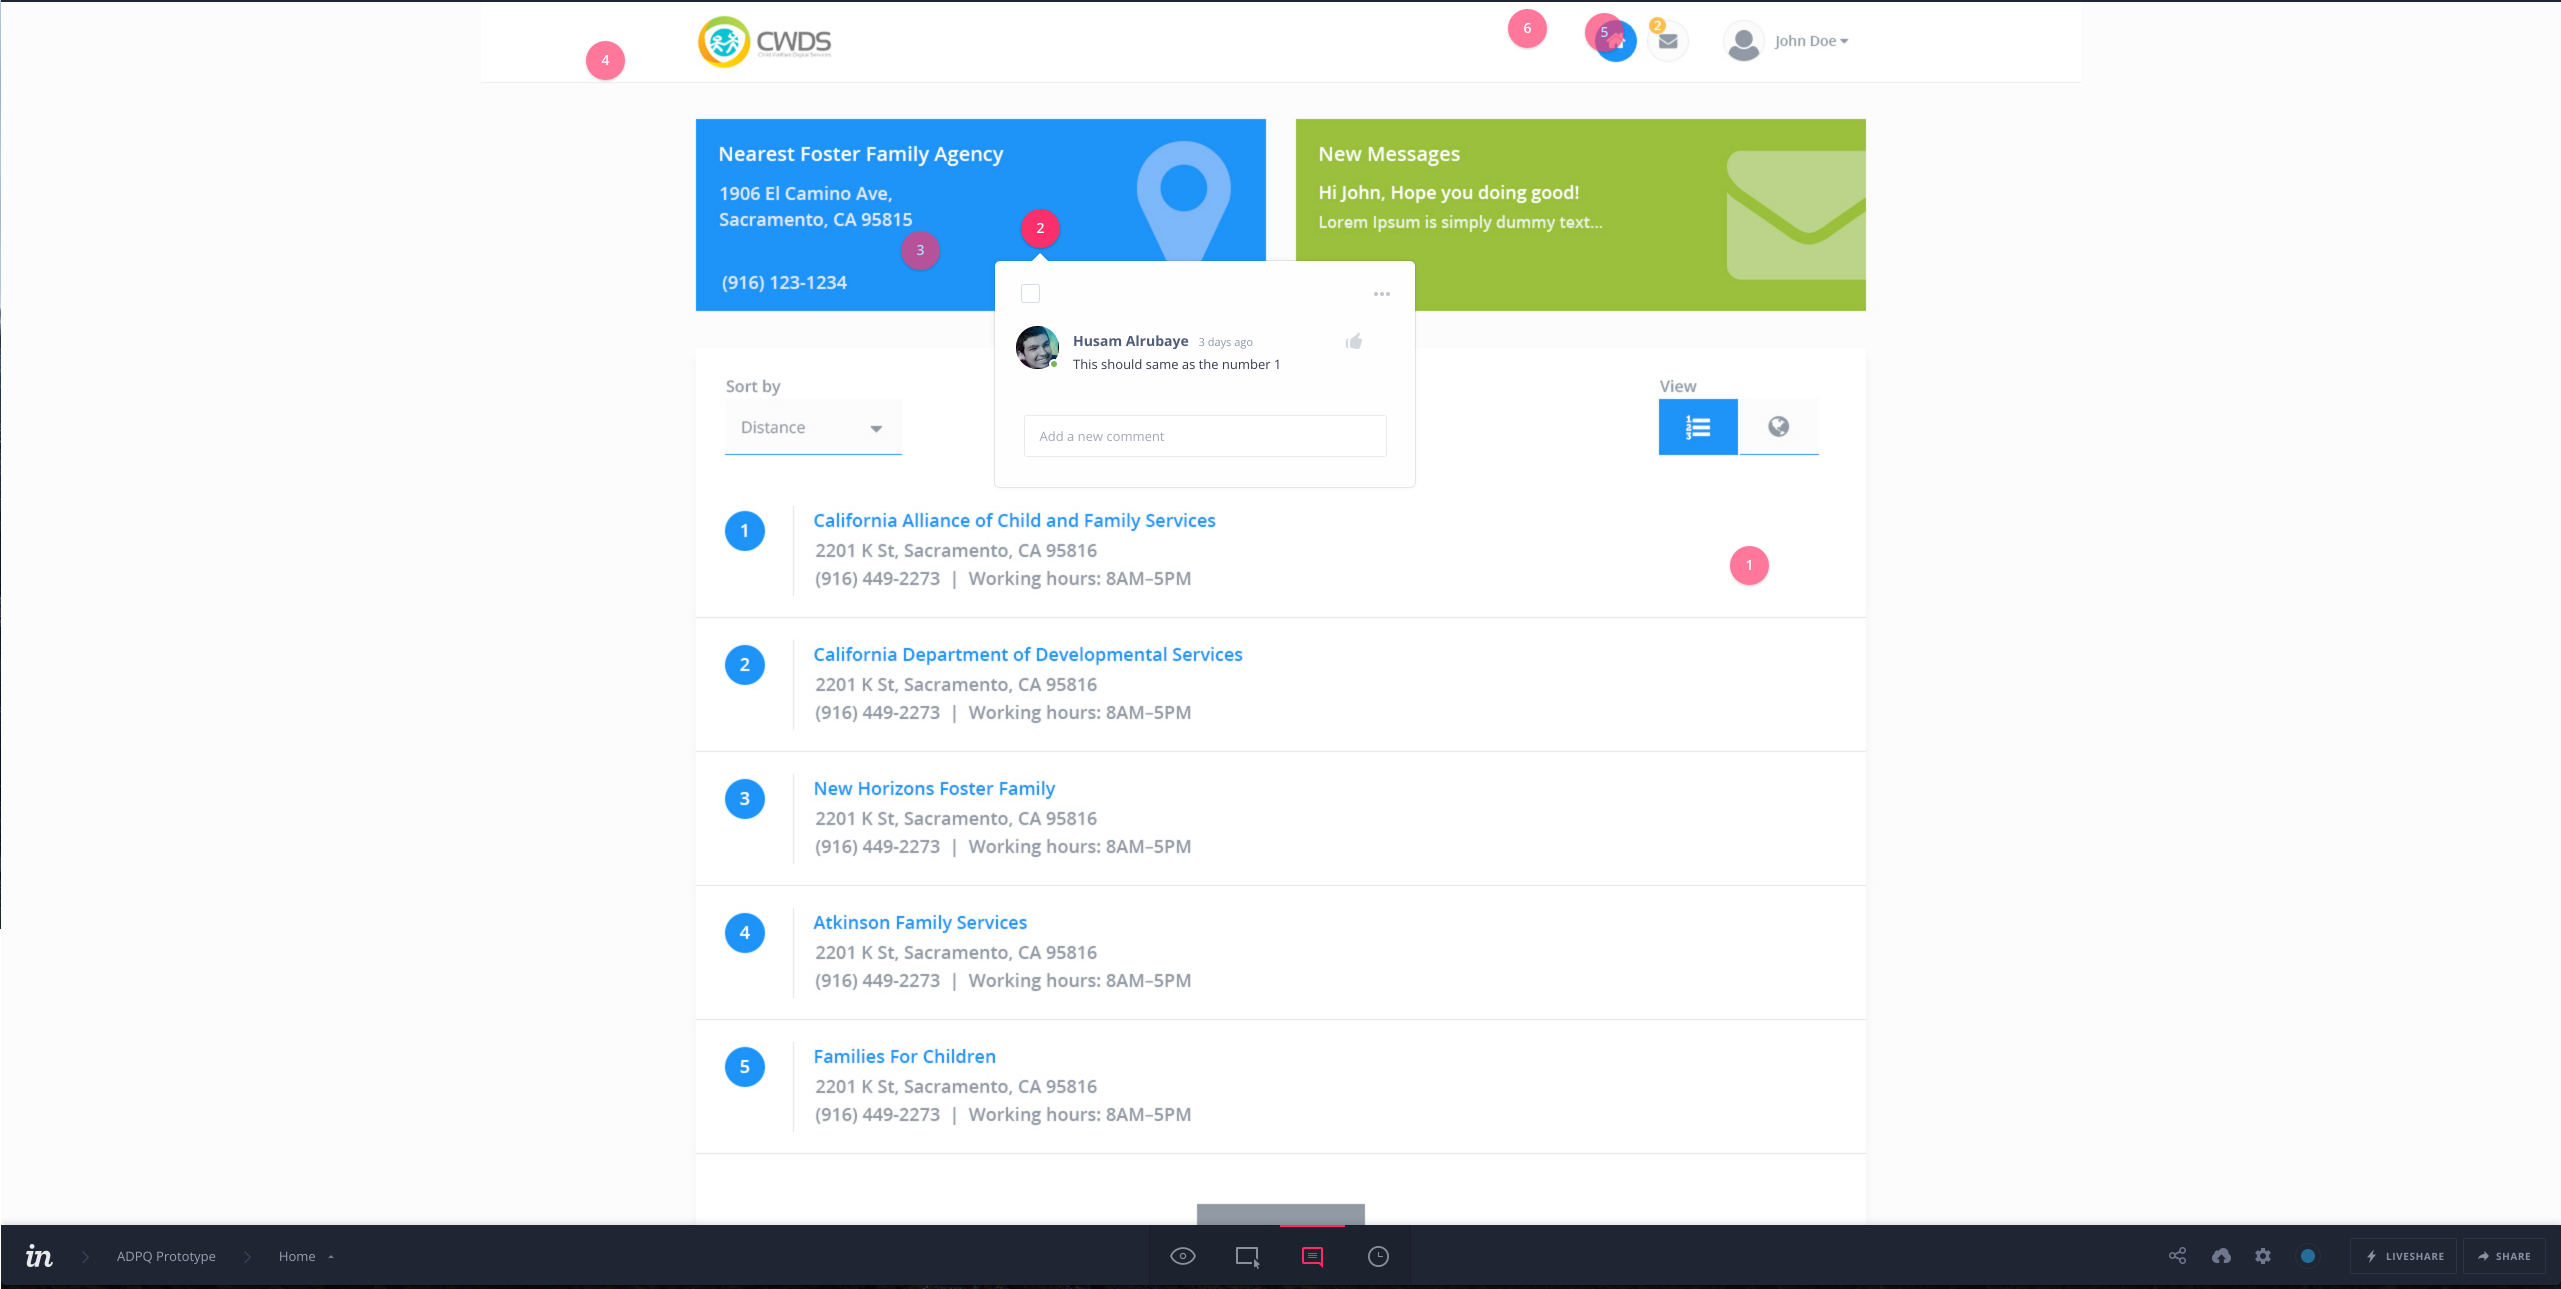 4
CWDS
Child Welfare Digital Services
6
5
2
John Doe
Nearest Foster Family Agency
1906 El Camino Ave,
Sacramento, CA 95815
2
3
(916) 123-1234
New Messages
Hi John, Hope you doing good!
Lorem Ipsum is simply dummy text...
Husam Alrubaye 3 days ago
This should same as the number 1
Add a new comment
Sort by
Distance
View
1
2
3
1
California Alliance of Child and Family Services
2201 K St, Sacramento, CA 95816
(916) 449-2273 | Working hours: 8AM–5PM
1
2
California Department of Developmental Services
2201 K St, Sacramento, CA 95816
(916) 449-2273 | Working hours: 8AM–5PM
3
New Horizons Foster Family
2201 K St, Sacramento, CA 95816
(916) 449-2273 | Working hours: 8AM–5PM
4
Atkinson Family Services
2201 K St, Sacramento, CA 95816
(916) 449-2273 | Working hours: 8AM–5PM
5
Families For Children
2201 K St, Sacramento, CA 95816
(916) 449-2273 | Working hours: 8AM–5PM
in ADPQ Prototype Home
LIVESHARE SHARE